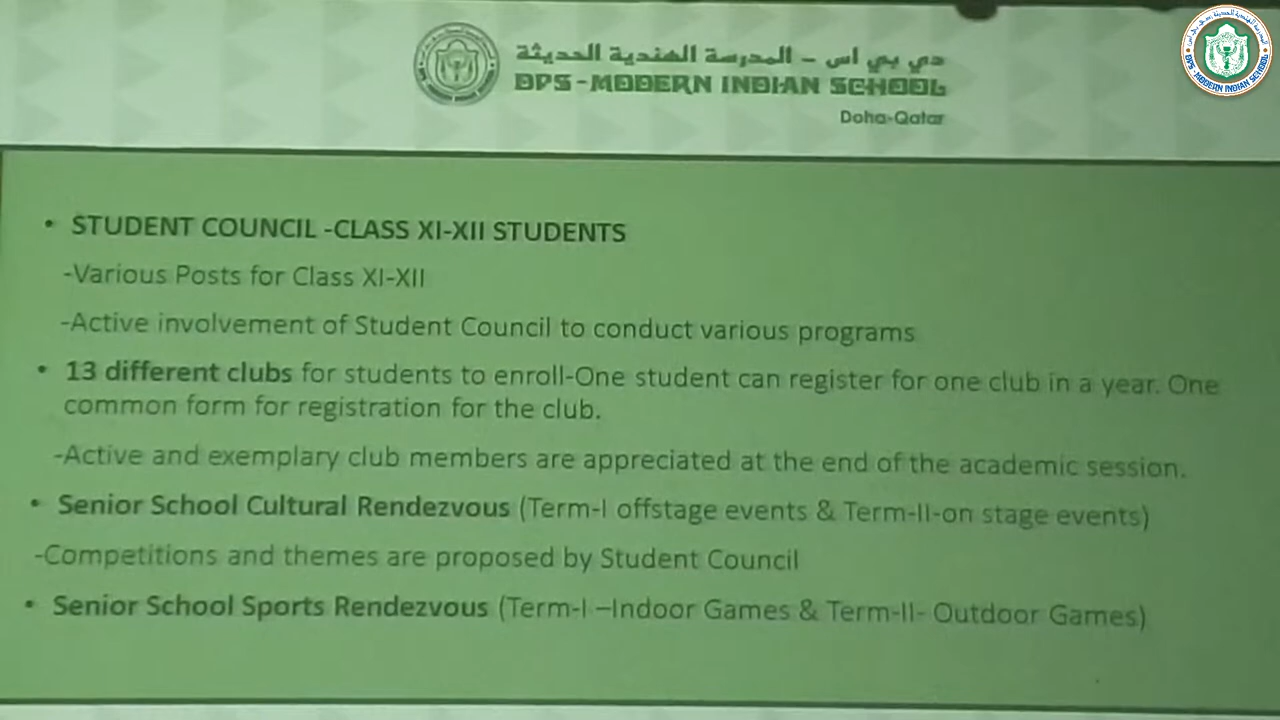 دي بي اس - المدرسة الهندية الحديثة
DPS-MODERN INDIAN SCHOOL
Doha-Qatar
DPS-MODERN INDIAN SCHOOL
• STUDENT COUNCIL -CLASS XI-XII STUDENTS
-Various Posts for Class XI-XII
-Active involvement of Student Council to conduct various programs
• 13 different clubs for students to enroll-One student can register for one club in a year. One
common form for registration for the club.
-Active and exemplary club members are appreciated at the end of the academic session.
• Senior School Cultural Rendezvous (Term-I offstage events & Term-II-on stage events)
-Competitions and themes are proposed by Student Council
• Senior School Sports Rendezvous (Term-I –Indoor Games & Term-II- Outdoor Games)